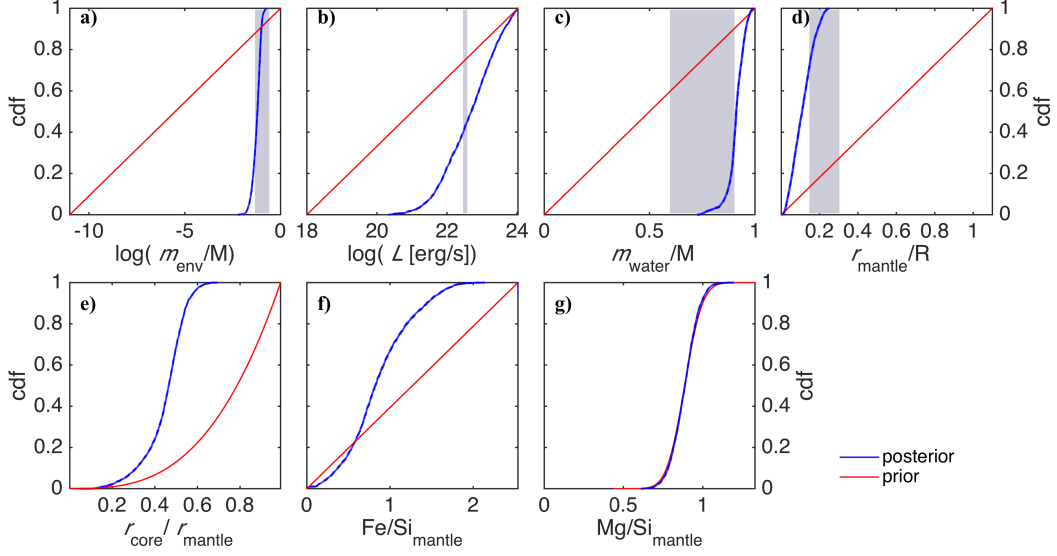 a)
b)
c)
d)
cdf
1
0.8
0.6
0.4
0.2
0
-10 -5 0
log( m_env/M)
18 20 22 24
log( L [erg/s])
0 0.5 1
m_water/M
0.2 0.4 0.6 0.8 1
r_mantle/R
1
0.8
0.6
0.4
0.2
0
cdf
e)
f)
g)
cdf
1
0.8
0.6
0.4
0.2
0
0.2 0.4 0.6 0.8
r_core/ r_mantle
0 1 2
Fe/Si_mantle
0 0.5 1
Mg/Si_mantle
1
0.8
0.6
0.4
0.2
0
cdf
posterior
prior